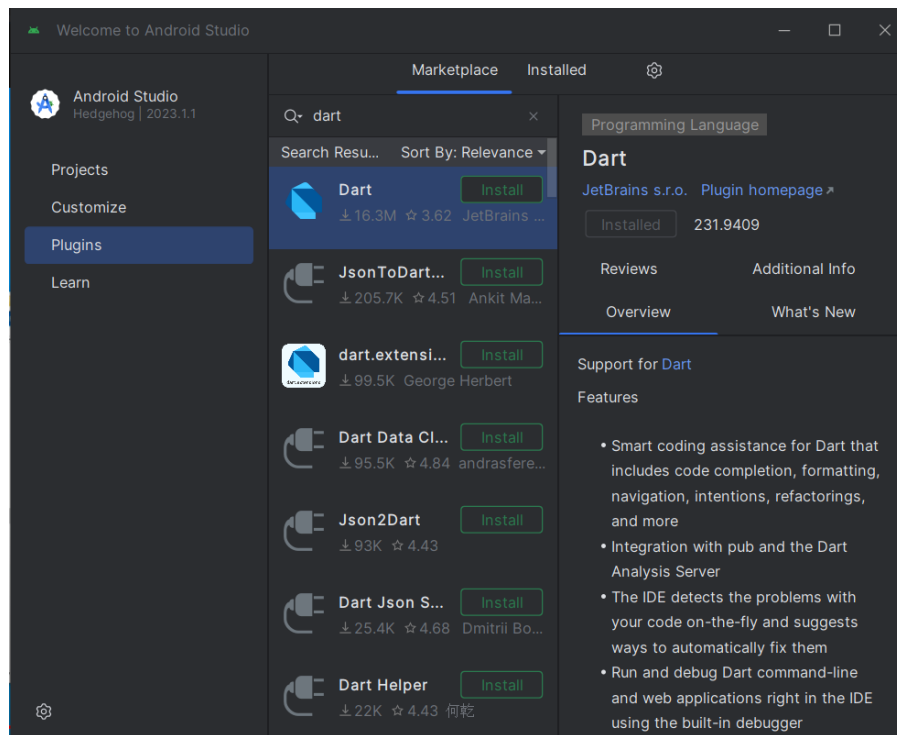 Welcome to Android Studio
Android Studio
Hedgehog | 2023.1.1
Projects
Customize
Plugins
Learn
Marketplace Installed
dart
Search Resu... Sort By: Relevance
Dart Install
16.3M 3.62 JetBrains ...
JsonToDart... Install
205.7K 4.51 Ankit Ma...
dart.extensi... Install
dart.extensions
99.5K George Herbert
Dart Data Cl... Install
95.5K 4.84 andrasfere...
Json2Dart Install
93K 4.43
Dart Json S... Install
25.4K 4.68 Dmitrii Bo...
Dart Helper Install
22K 4.43 何乾
Programming Language
Dart
JetBrains s.r.o. Plugin homepage
Installed 231.9409
Reviews Additional Info
Overview What's New
Support for Dart
Features
• Smart coding assistance for Dart that
includes code completion, formatting,
navigation, intentions, refactorings,
and more
• Integration with pub and the Dart
Analysis Server
• The IDE detects the problems with
your code on-the-fly and suggests
ways to automatically fix them
• Run and debug Dart command-line
and web applications right in the IDE
using the built-in debugger